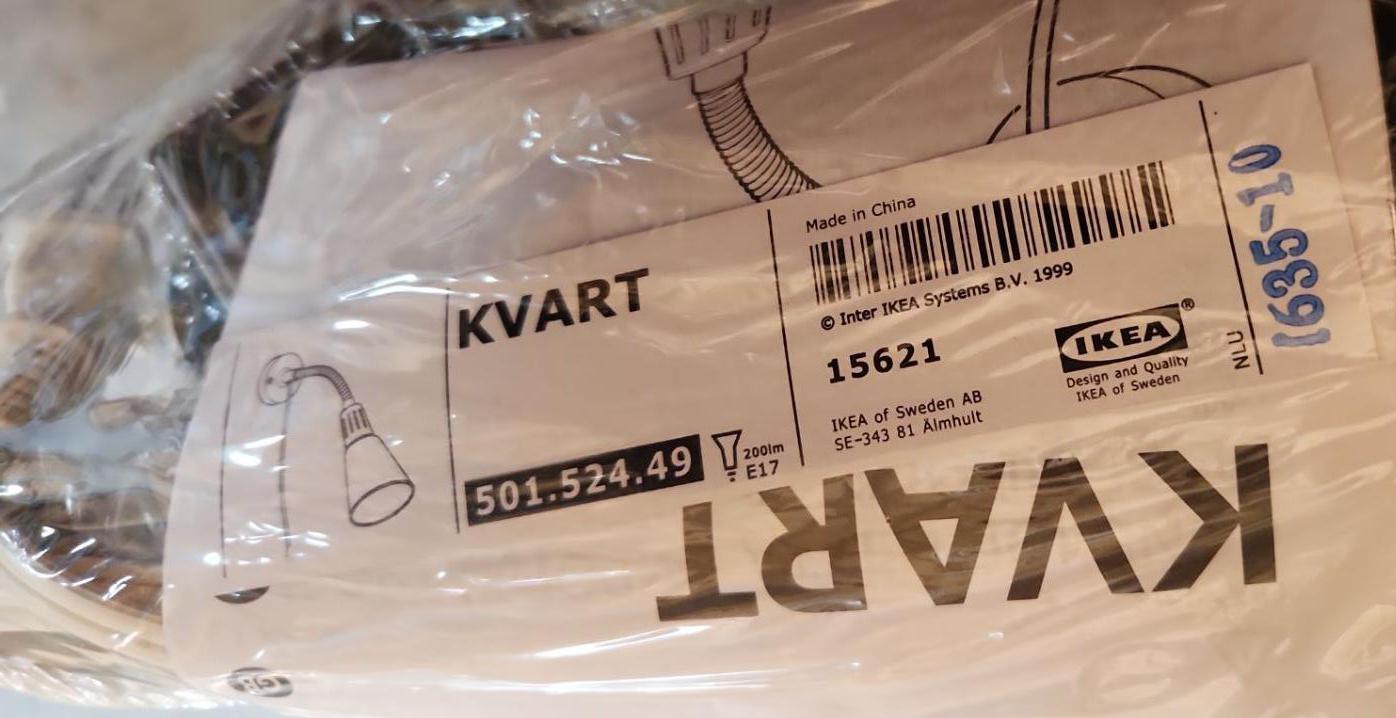 KVART
501.524.49
200lm
E17
Made in China
© Inter IKEA Systems B.V. 1999
15621
IKEA of Sweden AB
SE-343 81 Älmhult
IKEA®
Design and Quality
IKEA of Sweden
NLU
1635-10
KVART